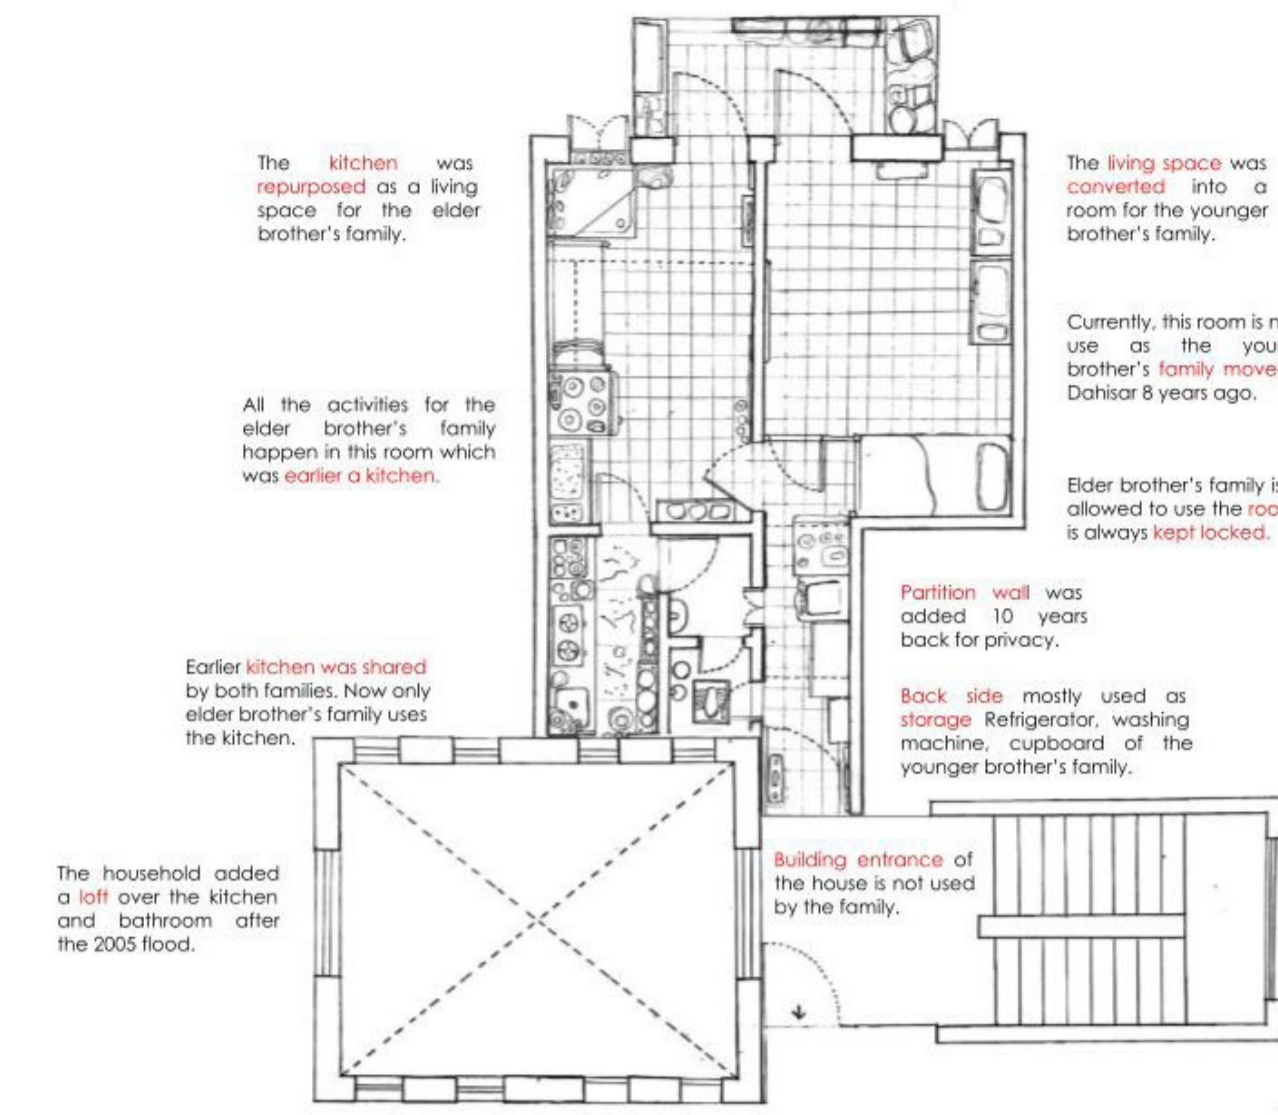 The kitchen was
repurposed as a living
space for the elder
brother's family.
The living space was
converted into a
room for the younger
brother's family.
Currently, this room is
use as the
brother's family
Dahisar 8 years ago.
All the activities for the
elder brother's family
happen in this room which
was earlier a kitchen.
Elder brother's family
allowed to use the
is always kept locked.
Partition wall was
added 10 years
back for privacy.
Earlier kitchen was shared
by both families. Now only
elder brother's family uses
the kitchen.
Back side mostly used as
storage Refrigerator, washing
machine, cupboard of the
younger brother's family.
The household added
a loft over the kitchen
and bathroom after
the 2005 flood.
Building entrance of
the house is not used
by the family.